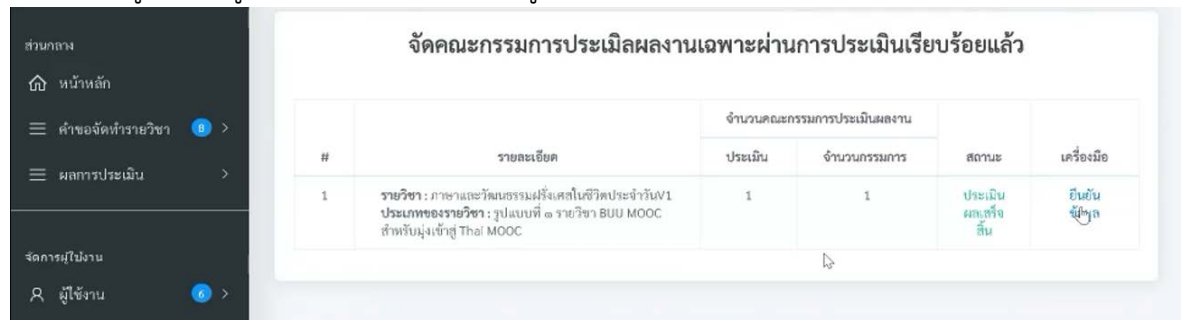 ส่วนกลาง
หน้าหลัก
คำขอจัดทำรายวิชา 8
ผลการประเมิน
จัดการผู้ใช้งาน
ผู้ใช้งาน 6
จัดคณะกรรมการประเมิลผลงานเฉพาะผ่านการประเมินเรียบร้อยแล้ว
จำนวนคณะกรรมการประเมินผลงาน
# รายละเอียด ประเมิน จำนวนกรรมการ สถานะ เครื่องมือ
1 รายวิชา : ภาษาและวัฒนธรรมฝรั่งเศสในชีวิตประจำวันV1 1 1 ประเมิน ยืนยัน
ประเภทของรายวิชา : รูปแบบที่ ๑ รายวิชา BUU MOOC ผลเสร็จ
สำหรับมุ่งเข้าสู่ Thai MOOC สิ้น